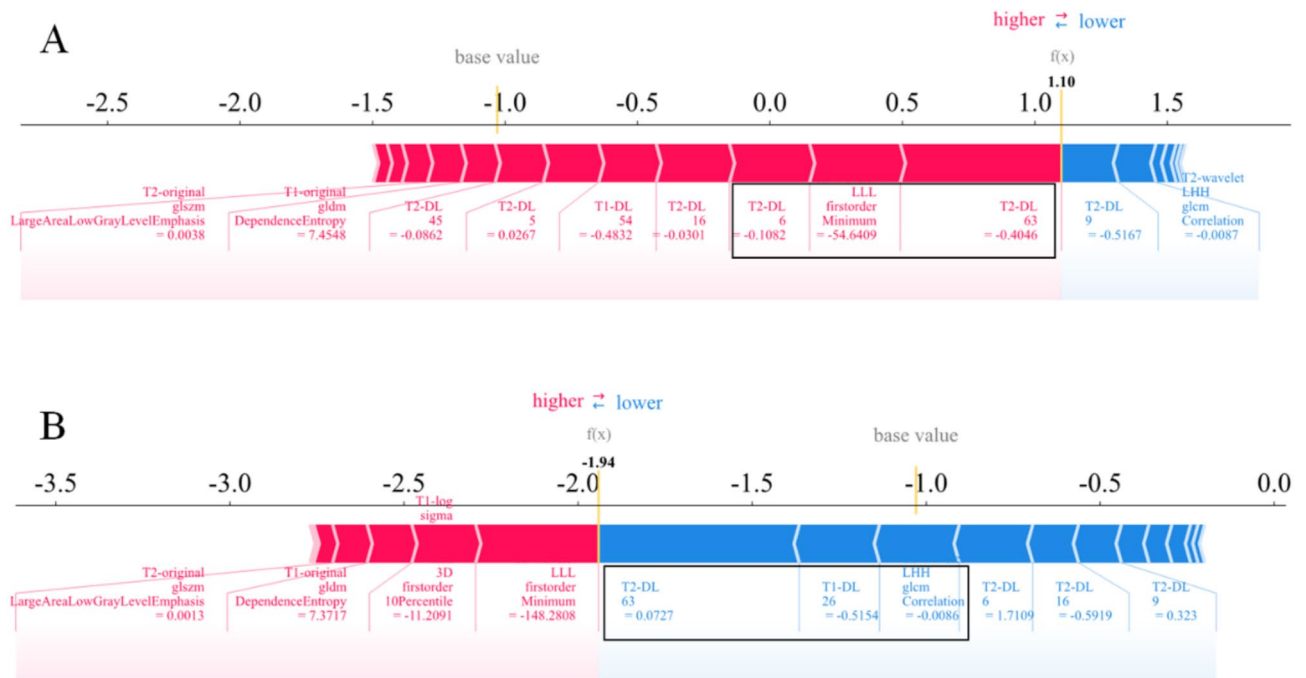 A
higher ⇄ lower
base value
f(x)
1.10
-2.5 -2.0 -1.5 -1.0 -0.5 0.0 0.5 1.0 1.5
T2-original
glszm
LargeAreaLowGrayLevelEmphasis
= 0.0038
T1-original
gldm
DependenceEntropy
= 7.4548
T2-DL
45
= -0.0862
T2-DL
5
= 0.0267
T1-DL
54
= -0.4832
T2-DL
16
= -0.0301
T2-DL
6
= -0.1082
LLL
firstorder
Minimum
= -54.6409
T2-DL
63
= -0.4046
T2-DL
9
= -0.5167
T2-wavelet
LHH
glcm
Correlation
= -0.0087
B
higher ⇄ lower
f(x)
base value
-1.94
-3.5 -3.0 -2.5 -2.0 -1.5 -1.0 -0.5 0.0
T2-original
glszm
LargeAreaLowGrayLevelEmphasis
= 0.0013
T1-original
gldm
DependenceEntropy
= 7.3717
T1-log
sigma
3D
firstorder
10Percentile
= -11.2091
LLL
firstorder
Minimum
= -148.2808
T2-DL
63
= 0.0727
T1-DL
26
= -0.5154
LHH
glcm
Correlation
= -0.0086
T2-DL
6
= 1.7109
T2-DL
16
= -0.5919
T2-DL
9
= 0.323